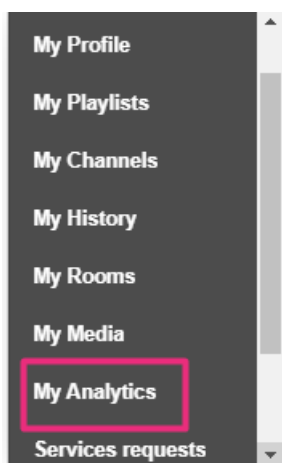 My Profile
My Playlists
My Channels
My History
My Rooms
My Media
My Analytics
Services requests